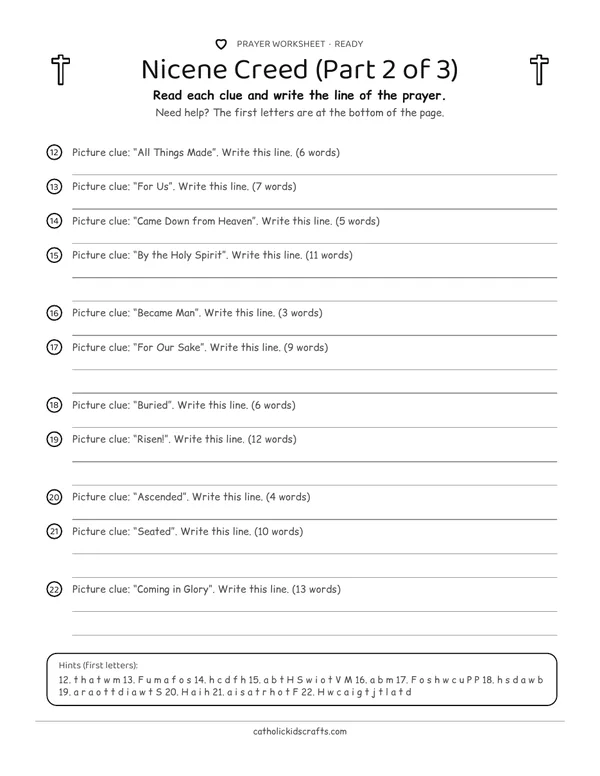 PRAYER WORKSHEET · READY
Nicene Creed (Part 2 of 3)
Read each clue and write the line of the prayer.
Need help? The first letters are at the bottom of the page.
12 Picture clue: "All Things Made". Write this line. (6 words)
13 Picture clue: "For Us". Write this line. (7 words)
14 Picture clue: "Came Down from Heaven". Write this line. (5 words)
15 Picture clue: "By the Holy Spirit". Write this line. (11 words)
16 Picture clue: "Became Man". Write this line. (3 words)
17 Picture clue: "For Our Sake". Write this line. (9 words)
18 Picture clue: "Buried". Write this line. (6 words)
19 Picture clue: "Risen!". Write this line. (12 words)
20 Picture clue: "Ascended". Write this line. (4 words)
21 Picture clue: "Seated". Write this line. (10 words)
22 Picture clue: "Coming in Glory". Write this line. (13 words)
Hints (first letters):
12. t h a t w m 13. F u m a f o s 14. h c d f h 15. a b t H S w i o t V M 16. a b m 17. F o s h w c u P P 18. h s d a w b
19. a r a o t t d i a w t S 20. H a i h 21. a i s a t r h o t F 22. H w c a i g t j t l a t d
catholickidscrafts.com